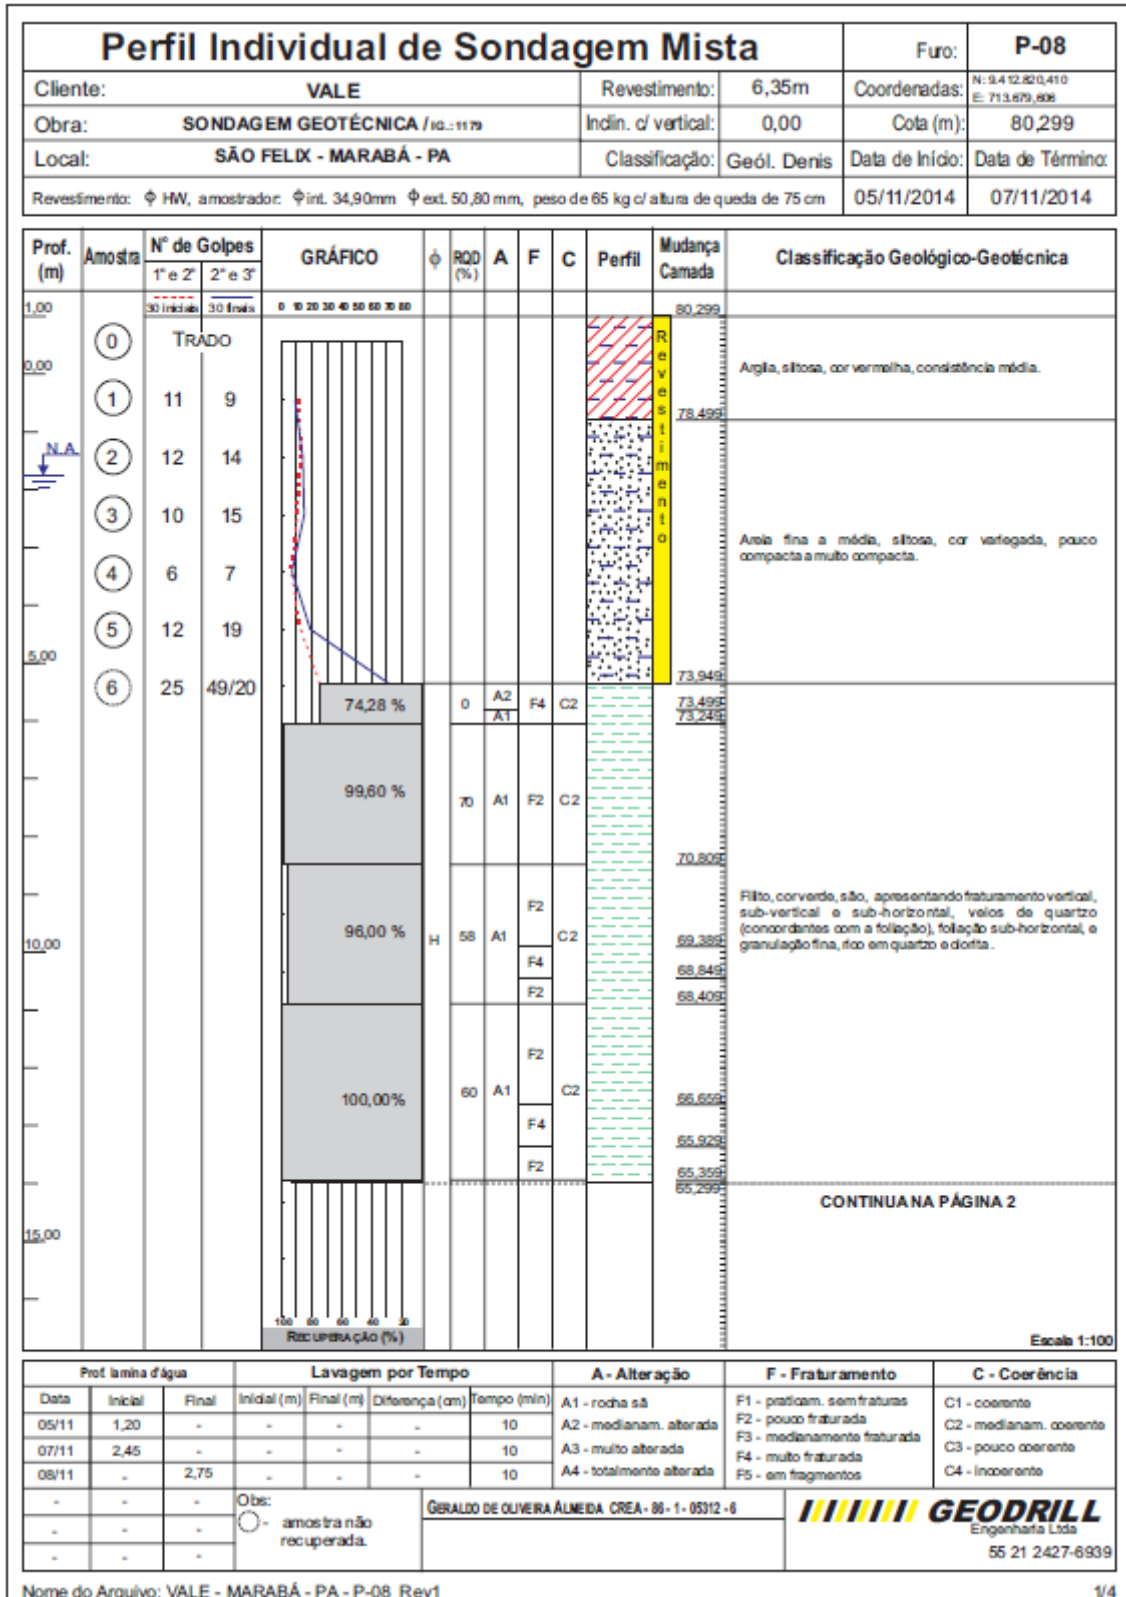 Perfil Individual de Sondagem Mista
Furo: P-08
Cliente: VALE
Revestimento: 6,35m
Coordenadas: N: 9.412.820,410
E: 713.679,606
Obra: SONDAGEM GEOTÉCNICA / IG.: 1179
Inclin. c/ vertical: 0,00
Cota (m): 80,299
Local: SÃO FELIX - MARABÁ - PA
Classificação: Geól. Denis
Data de Início: Data de Término:
Revestimento: ϕ HW, amostrador: ϕ int. 34,90mm ϕ ext. 50,80 mm, peso de 65 kg c/ altura de queda de 75 cm
05/11/2014 07/11/2014
Prof. (m) Amostra N° de Golpes GRÁFICO ϕ RQD (%) A F C Perfil Mudança Camada Classificação Geológico-Geotécnica
1° e 2° 2° e 3°
30 iniciais 30 finais 0 10 20 30 40 50 60 70 80
1,00 80,299
0 TRADO
0,00
Revestimento
Argila, siltosa, cor vermelha, consistência média.
1 11 9
78,499
N.A.
2 12 14
3 10 15
Areia fina a média, siltosa, cor variegada, pouco
compacta a muito compacta.
4 6 7
5 12 19
5,00
73,949
6 25 49/20
74,28 % 0 A2 F4 C2 73,499
A1 73,249
99,60 % 70 A1 F2 C2
70,809
Filito, cor verde, são, apresentando fraturamento vertical,
sub-vertical e sub-horizontal, veios de quartzo
(concordantes com a foliação), foliação sub-horizontal, e
granulação fina, rico em quartzo e clorita.
F2
96,00 % H 58 A1 C2
10,00 69,389
F4
68,849
F2
68,409
F2
100,00% 60 A1 C2
66,659
F4
65,929
F2
65,359
65,299
CONTINUA NA PÁGINA 2
15,00
100 80 60 40 20
RECUPERAÇÃO (%)
Escala 1:100
Prof. lamina d'água Lavagem por Tempo A - Alteração F - Fraturamento C - Coerência
Data Inicial Final Inicial (m) Final (m) Diferença (cm) Tempo (min)
05/11 1,20 - - - - 10
07/11 2,45 - - - - 10
08/11 - 2,75 - - - 10
A1 - rocha sã
A2 - medianam. alterada
A3 - muito alterada
A4 - totalmente alterada
F1 - praticam. sem fraturas
F2 - pouco fraturada
F3 - medianamente fraturada
F4 - muito fraturada
F5 - em fragmentos
C1 - coerente
C2 - medianam. coerente
C3 - pouco coerente
C4 - incoerente
- - -
- - -
- - -
Obs:
- amostra não
recuperada.
GERALDO DE OLIVEIRA ALMEIDA CREA - 86 - 1 - 05312 - 6
GEODRILL
Engenharia Ltda
55 21 2427-6939
Nome do Arquivo: VALE - MARABÁ - PA - P-08_Rev1
1/4